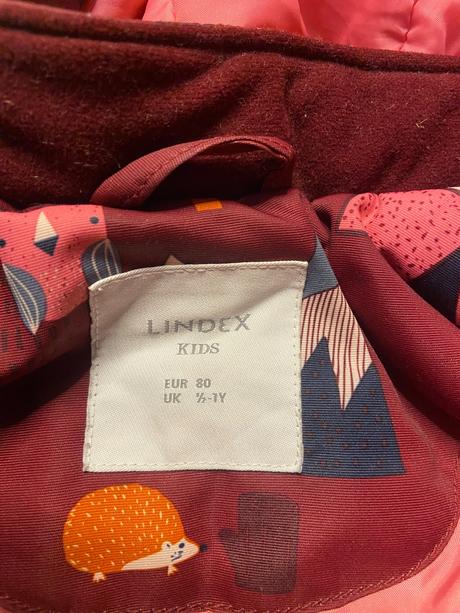 LINDEX
KIDS
EUR 80
UK ½-1Y